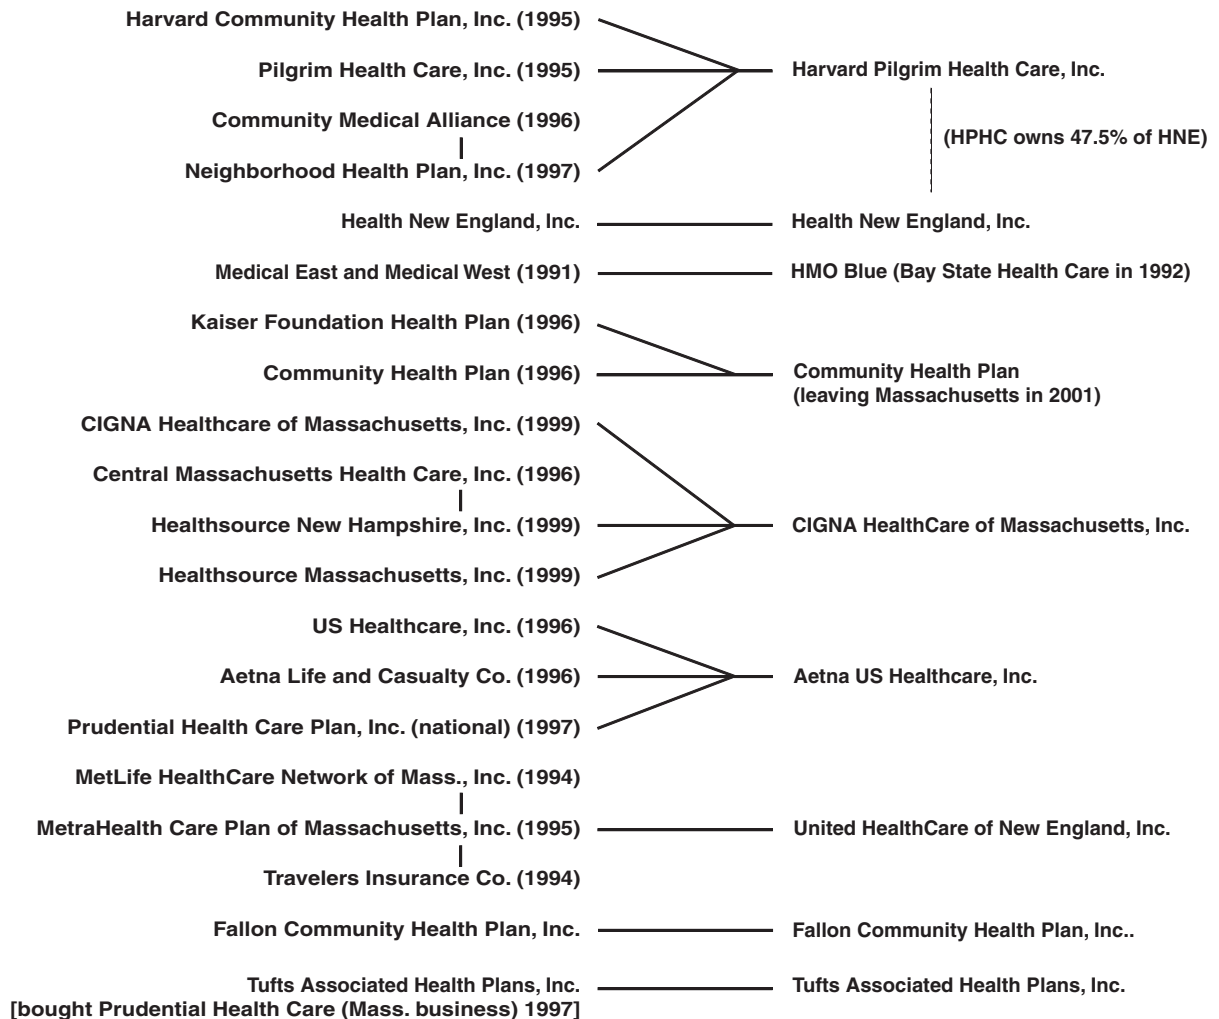 Harvard Community Health Plan, Inc. (1995)
Pilgrim Health Care, Inc. (1995)
Harvard Pilgrim Health Care, Inc.
Community Medical Alliance (1996)
(HPHC owns 47.5% of HNE)
Neighborhood Health Plan, Inc. (1997)
Health New England, Inc.
Health New England, Inc.
Medical East and Medical West (1991)
HMO Blue (Bay State Health Care in 1992)
Kaiser Foundation Health Plan (1996)
Community Health Plan (1996)
Community Health Plan
(leaving Massachusetts in 2001)
CIGNA Healthcare of Massachusetts, Inc. (1999)
Central Massachusetts Health Care, Inc. (1996)
Healthsource New Hampshire, Inc. (1999)
CIGNA HealthCare of Massachusetts, Inc.
Healthsource Massachusetts, Inc. (1999)
US Healthcare, Inc. (1996)
Aetna Life and Casualty Co. (1996)
Aetna US Healthcare, Inc.
Prudential Health Care Plan, Inc. (national) (1997)
MetLife HealthCare Network of Mass., Inc. (1994)
MetraHealth Care Plan of Massachusetts, Inc. (1995)
United HealthCare of New England, Inc.
Travelers Insurance Co. (1994)
Fallon Community Health Plan, Inc.
Fallon Community Health Plan, Inc..
Tufts Associated Health Plans, Inc.
Tufts Associated Health Plans, Inc.
[bought Prudential Health Care (Mass. business) 1997]